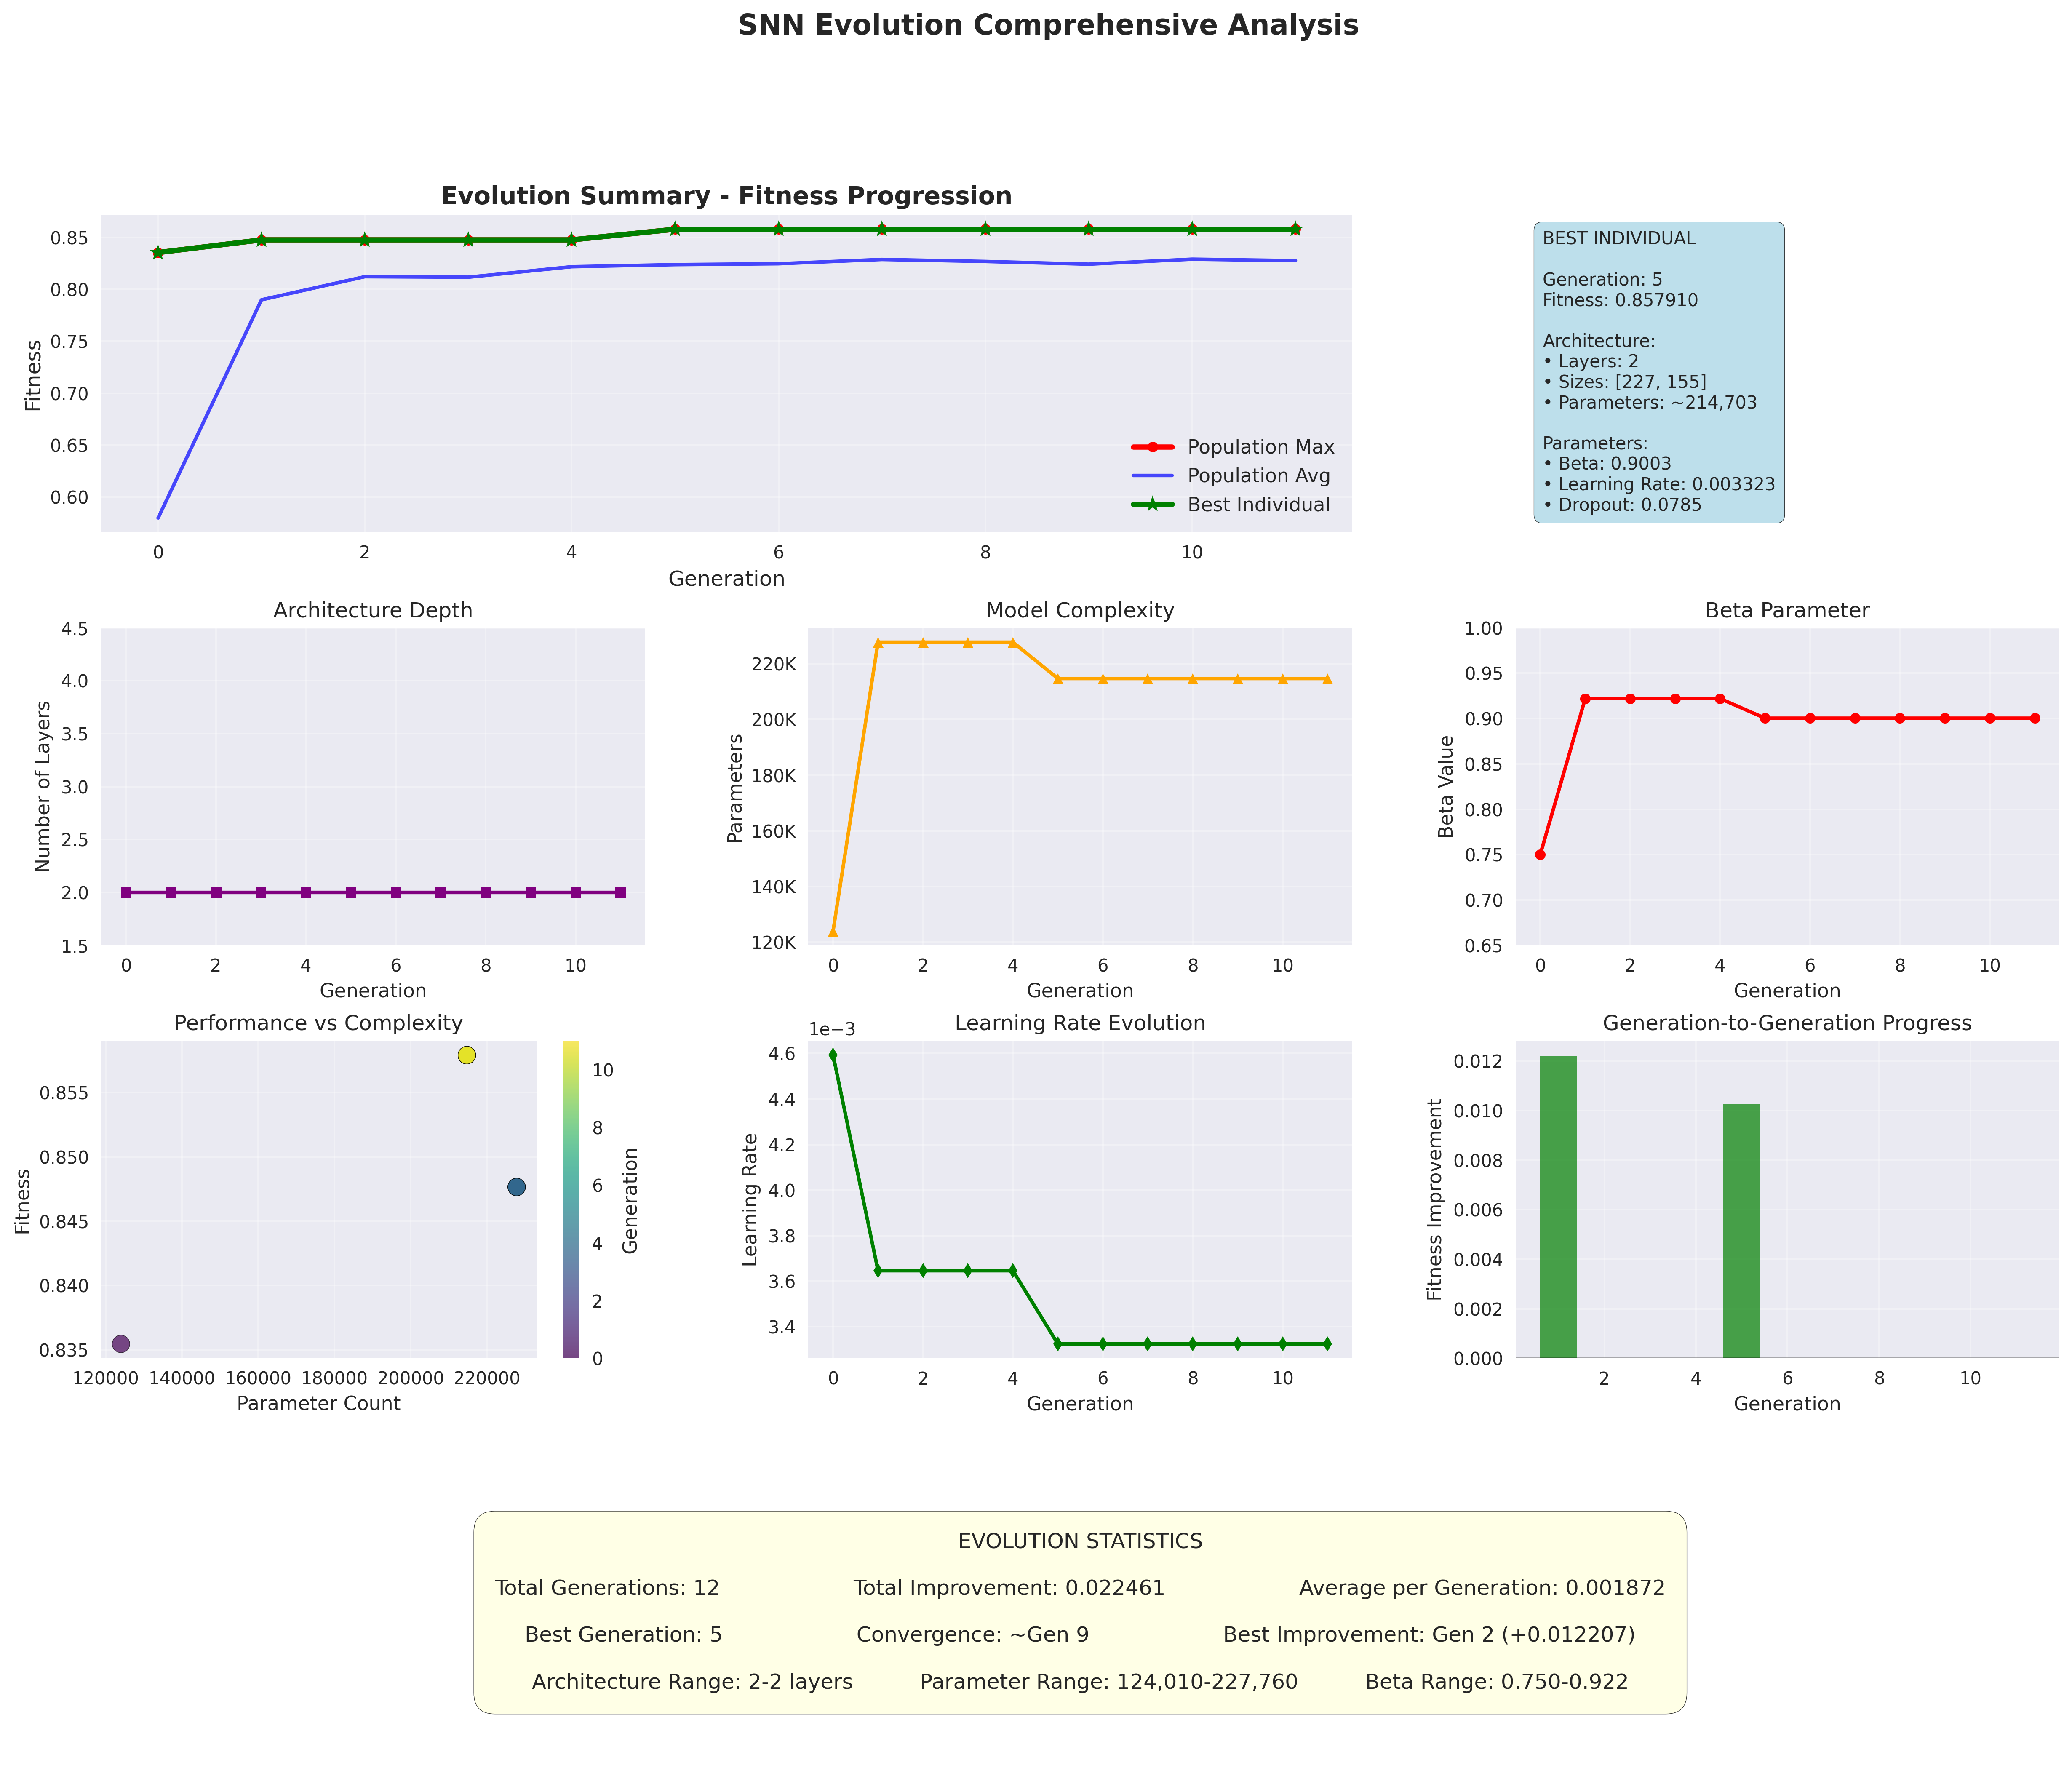 SNN Evolution Comprehensive Analysis
Evolution Summary - Fitness Progression
0.85
0.80
0.75
0.70
0.65
0.60
Fitness
0 2 4 6 8 10
Generation
Population Max
Population Avg
Best Individual
BEST INDIVIDUAL
Generation: 5
Fitness: 0.857910
Architecture:
• Layers: 2
• Sizes: [227, 155]
• Parameters: ~214,703
Parameters:
• Beta: 0.9003
• Learning Rate: 0.003323
• Dropout: 0.0785
Architecture Depth
4.5
4.0
3.5
3.0
2.5
2.0
1.5
Number of Layers
0 2 4 6 8 10
Generation
Model Complexity
220K
200K
180K
160K
140K
120K
Parameters
0 2 4 6 8 10
Generation
Beta Parameter
1.00
0.95
0.90
0.85
0.80
0.75
0.70
0.65
Beta Value
0 2 4 6 8 10
Generation
Performance vs Complexity
0.855
0.850
0.845
0.840
0.835
Fitness
120000 140000 160000 180000 200000 220000
Parameter Count
10
8
6
4
2
0
Generation
Learning Rate Evolution
1e−3
4.6
4.4
4.2
4.0
3.8
3.6
3.4
Learning Rate
0 2 4 6 8 10
Generation
Generation-to-Generation Progress
0.012
0.010
0.008
0.006
0.004
0.002
0.000
Fitness Improvement
2 4 6 8 10
Generation
EVOLUTION STATISTICS
Total Generations: 12 Total Improvement: 0.022461 Average per Generation: 0.001872
Best Generation: 5 Convergence: ~Gen 9 Best Improvement: Gen 2 (+0.012207)
Architecture Range: 2-2 layers Parameter Range: 124,010-227,760 Beta Range: 0.750-0.922